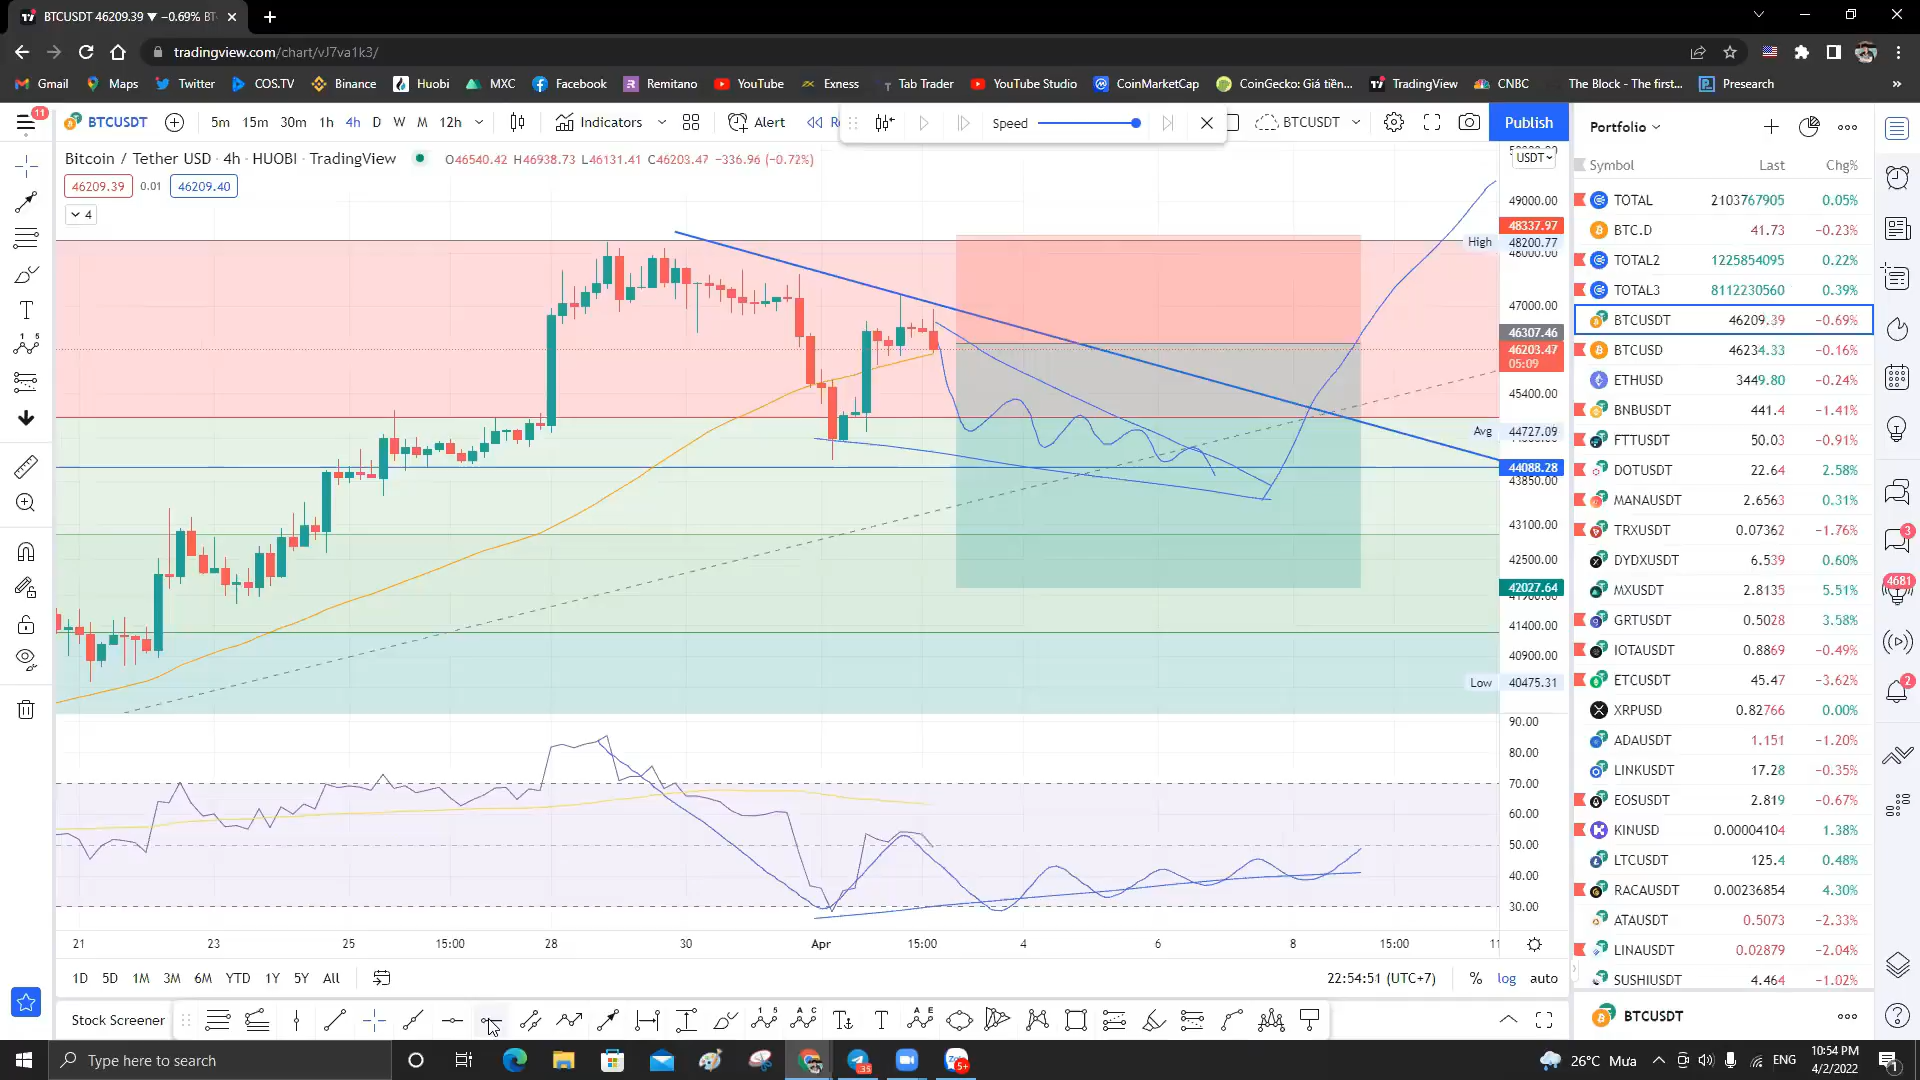 BTCUSDT 46209.39 ▼ −0.69% BT
tradingview.com/chart/vJ7va1k3/
Gmail Maps Twitter COS.TV Binance Huobi MXC Facebook Remitano YouTube Exness Tab Trader YouTube Studio CoinMarketCap CoinGecko: Giá tiền... TradingView CNBC The Block - The first... Presearch »
11
BTCUSDT 5m 15m 30m 1h 4h D W M 12h Indicators Alert Speed BTCUSDT Publish
Bitcoin / Tether USD · 4h · HUOBI · TradingView O46540.42 H46938.73 L46131.41 C46203.47 −336.96 (−0.72%)
46209.39 0.01 46209.40
4
USDT
49000.00
48337.97
High 48200.77
48000.00
47000.00
46307.46
46203.47
05:09
45400.00
Avg 44727.09
44088.28
43850.00
43100.00
42500.00
42027.64
41400.00
40900.00
Low 40475.31
90.00
80.00
70.00
60.00
50.00
40.00
30.00
21 23 25 15:00 28 30 Apr 15:00 4 6 8 15:00 11
1D 5D 1M 3M 6M YTD 1Y 5Y All 22:54:51 (UTC+7) % log auto
Stock Screener
Portfolio
Symbol Last Chg%
TOTAL 2103767905 0.05%
BTC.D 41.73 −0.23%
TOTAL2 1225854095 0.22%
TOTAL3 8112230560 0.39%
BTCUSDT 46209.39 −0.69%
BTCUSD 46234.33 −0.16%
ETHUSD 3449.80 −0.24%
BNBUSDT 441.4 −1.41%
FTTUSDT 50.03 −0.91%
DOTUSDT 22.64 2.58%
MANAUSDT 2.6563 0.31%
TRXUSDT 0.07362 −1.76%
DYDXUSDT 6.539 0.60%
MXUSDT 2.8135 5.51%
GRTUSDT 0.5028 3.58%
IOTAUSDT 0.8869 −0.49%
ETCUSDT 45.47 −3.62%
XRPUSD 0.82766 0.00%
ADAUSDT 1.151 −1.20%
LINKUSDT 17.28 −0.35%
EOSUSDT 2.819 −0.67%
KINUSD 0.00004104 1.38%
LTCUSDT 125.4 0.48%
RACAUSDT 0.00236854 4.30%
ATAUSDT 0.5073 −2.33%
LINAUSDT 0.02879 −2.04%
SUSHIUSDT 4.464 −1.02%
BTCUSDT
3
4681
2
Type here to search
33
5+
26°C Mưa ENG
10:54 PM
4/2/2022
1